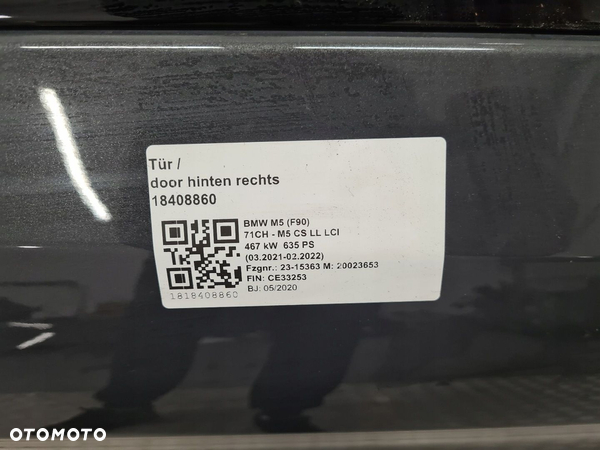 Tür /
door hinten rechts
18408860
BMW M5 (F90)
71CH - M5 CS LL LCI
467 kW 635 PS
(03.2021-02.2022)
Fzgnr.: 23-15363 M: 20023653
FIN: CE33253
BJ: 05/2020
1818408860
OTOMOTO